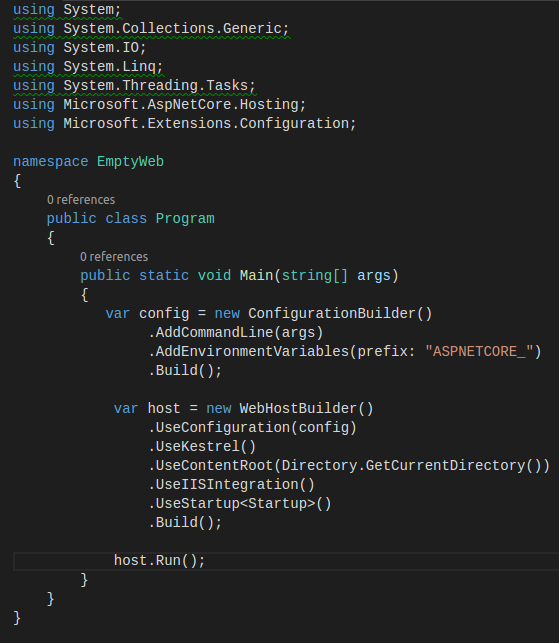 using System;
using System.Collections.Generic;
using System.IO;
using System.Linq;
using System.Threading.Tasks;
using Microsoft.AspNetCore.Hosting;
using Microsoft.Extensions.Configuration;

namespace EmptyWeb
{
    0 references
    public class Program
    {
        0 references
        public static void Main(string[] args)
        {
           var config = new ConfigurationBuilder()
                .AddCommandLine(args)
                .AddEnvironmentVariables(prefix: "ASPNETCORE_")
                .Build();

            var host = new WebHostBuilder()
                .UseConfiguration(config)
                .UseKestrel()
                .UseContentRoot(Directory.GetCurrentDirectory())
                .UseIISIntegration()
                .UseStartup<Startup>()
                .Build();

            host.Run();
        }
    }
}